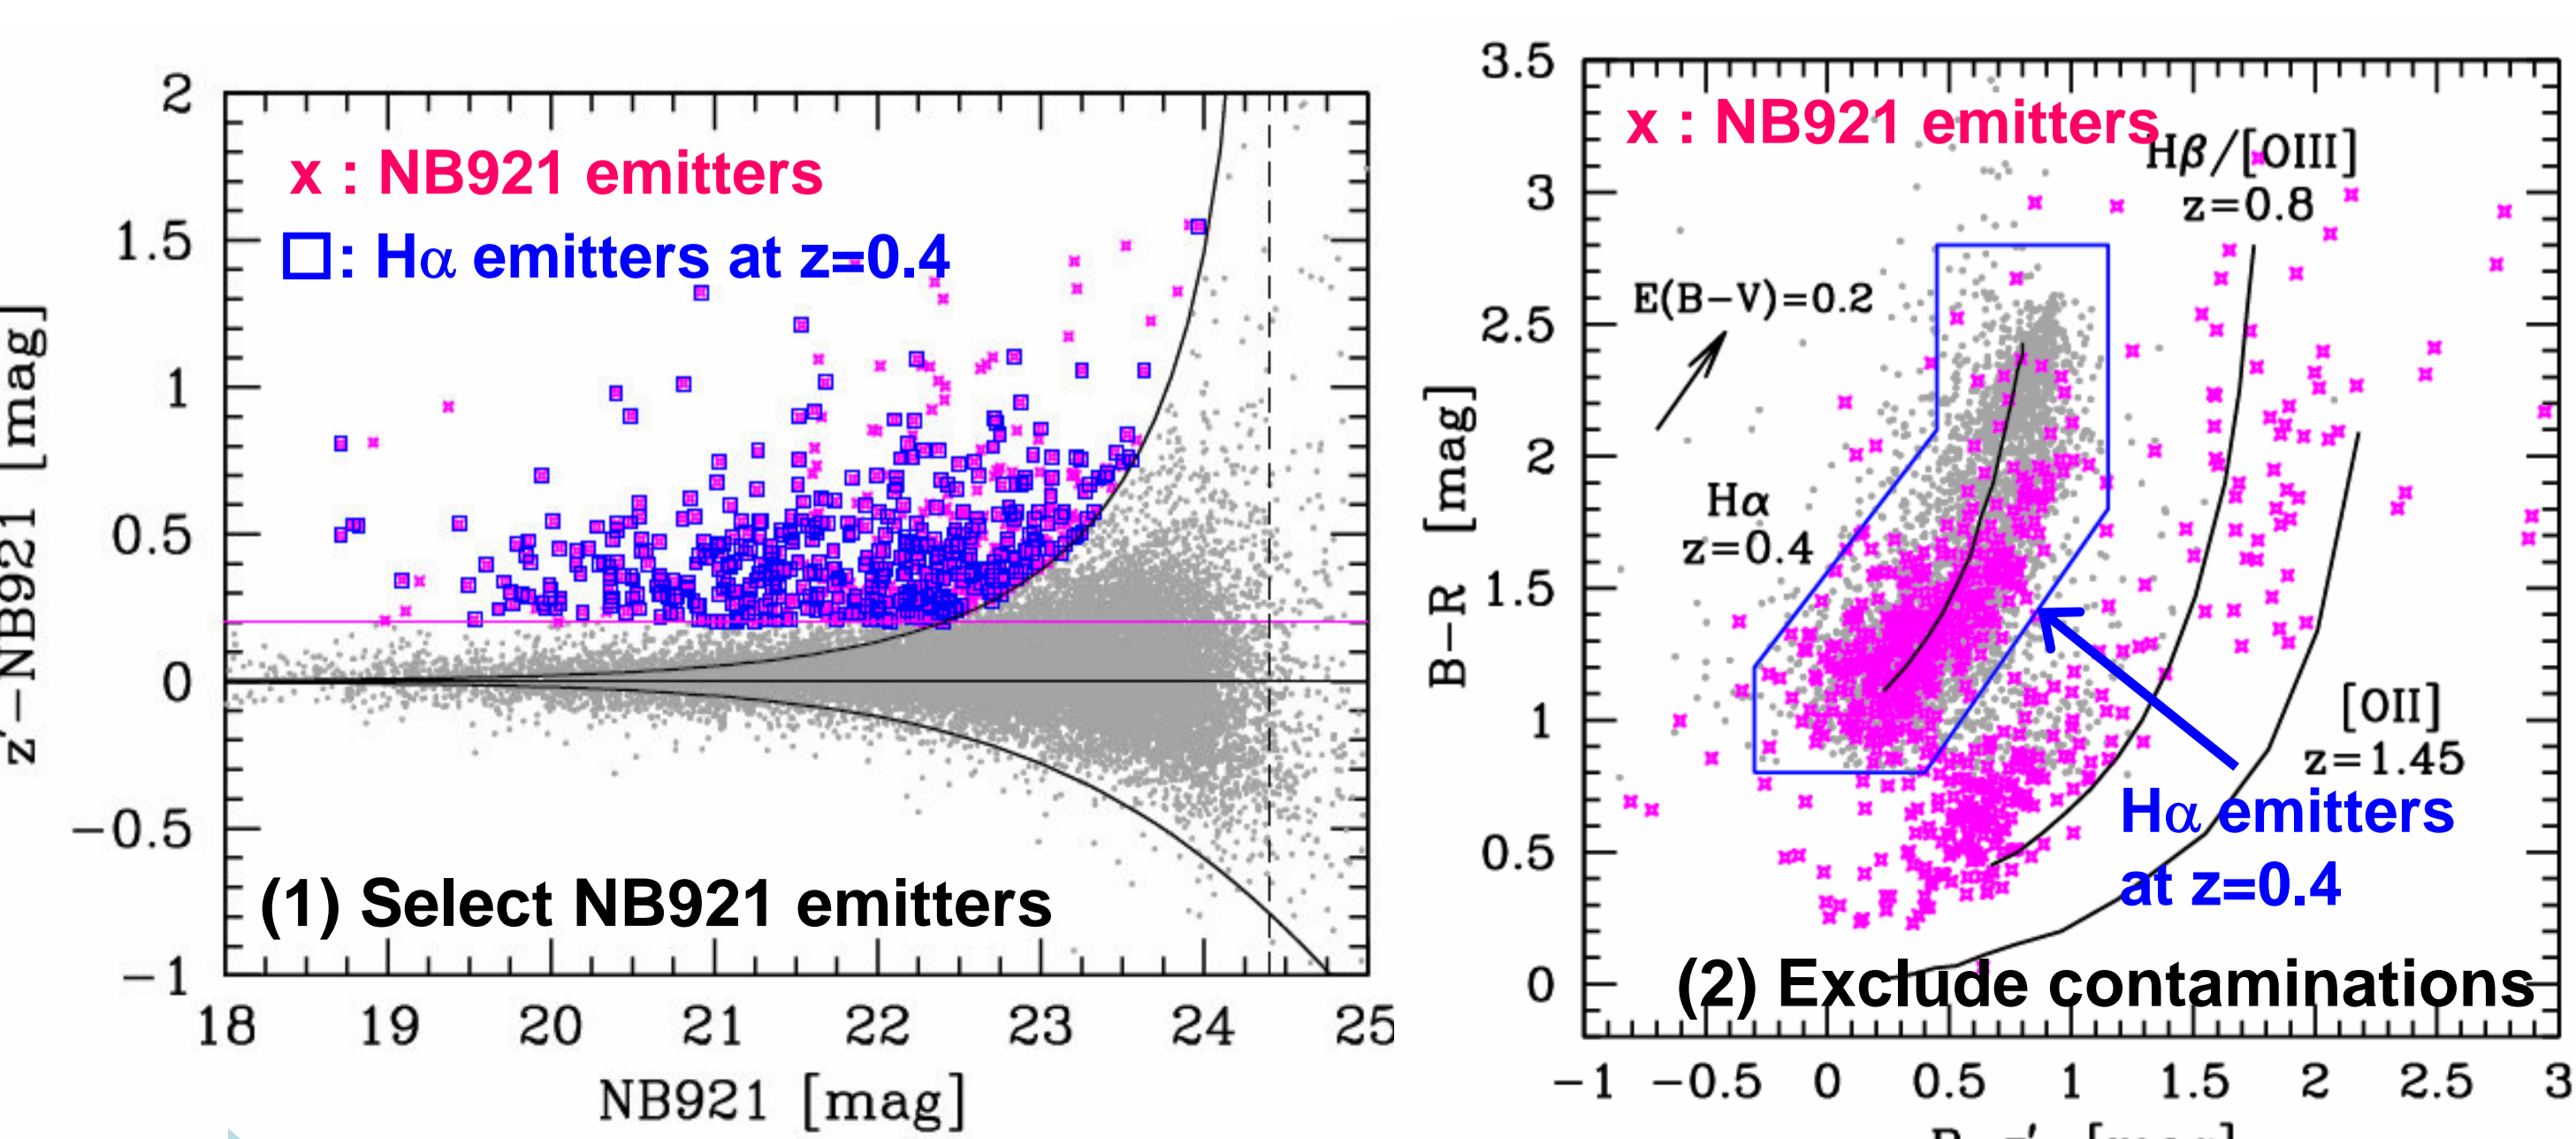 2
1.5
1
0.5
0
−0.5
−1
z′−NB921 [mag]
x : NB921 emitters
□: Hα emitters at z=0.4
(1) Select NB921 emitters
18 19 20 21 22 23 24 25
NB921 [mag]
3.5
3
2.5
2
1.5
1
0.5
0
B−R [mag]
x : NB921 emitters
Hβ/[OIII]
z=0.8
E(B−V)=0.2
Hα
z=0.4
[OII]
z=1.45
Hα emitters
at z=0.4
(2) Exclude contaminations
−1 −0.5 0 0.5 1 1.5 2 2.5 3